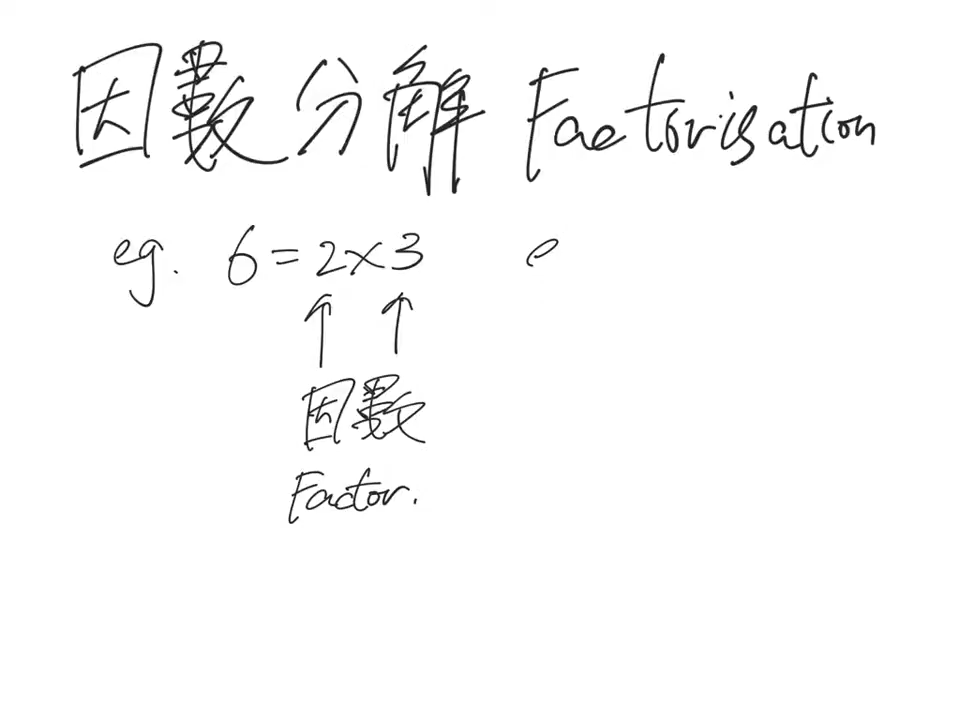 因數分解 Factorisation
eg. 6 = 2 × 3 e
↑ ↑
因數
Factor.